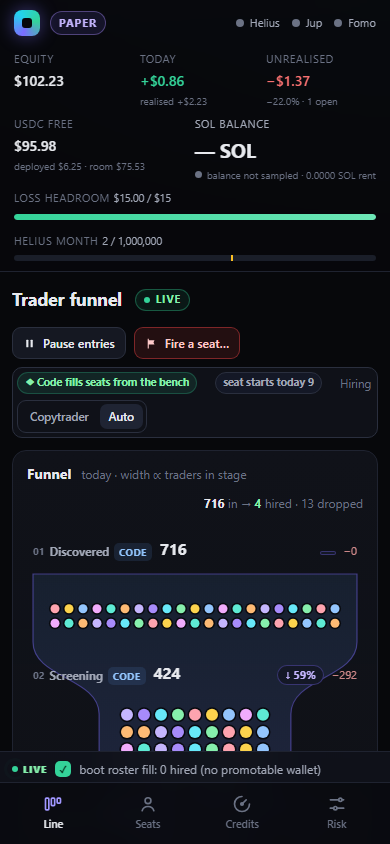 PAPER
Helius Jup Fomo
EQUITY TODAY UNREALISED
$102.23 +$0.86 −$1.37
realised +$2.23 −22.0% · 1 open
USDC FREE SOL BALANCE
$95.98 — SOL
deployed $6.25 · room $75.53 balance not sampled · 0.0000 SOL rent
LOSS HEADROOM $15.00 / $15
HELIUS MONTH 2 / 1,000,000
Trader funnel LIVE
Pause entries Fire a seat...
Code fills seats from the bench seat starts today 9 Hiring
Copytrader Auto
Funnel today · width ∝ traders in stage
716 in → 4 hired · 13 dropped
01 Discovered CODE 716 −0
02 Screening CODE 424 ↓ 59% −292
LIVE ✓ boot roster fill: 0 hired (no promotable wallet)
Line Seats Credits Risk